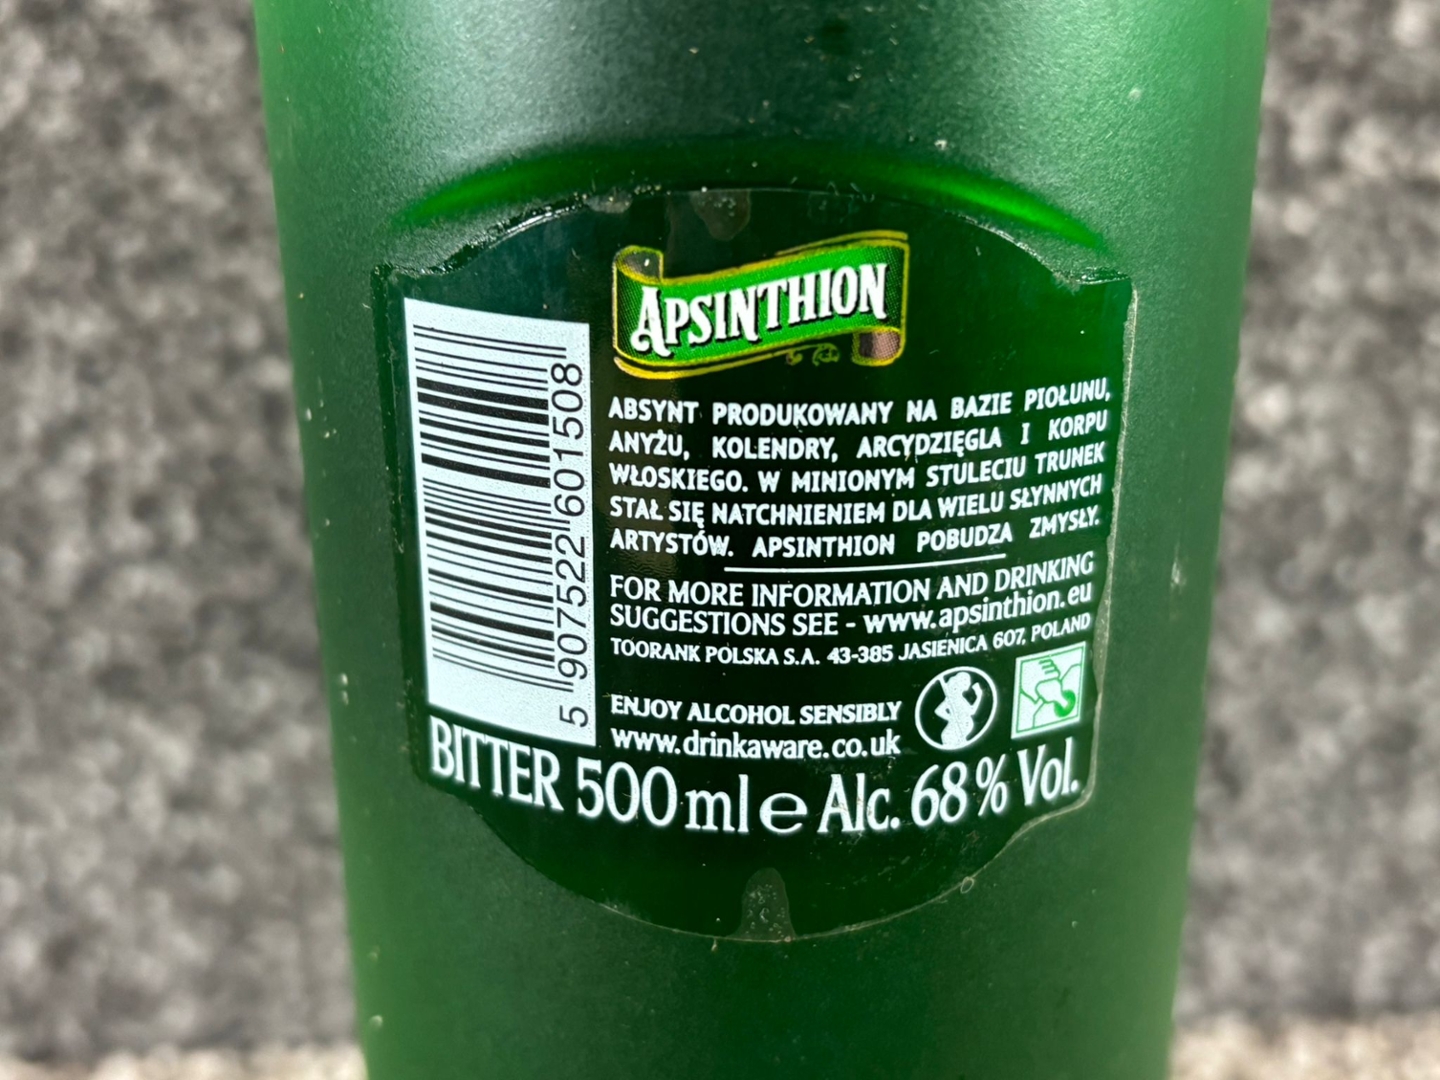 APSINTHION
ABSYNT PRODUKOWANY NA BAZIE PIOŁUNU,
ANYŻU, KOLENDRY, ARCYDZIĘGLA I KORPU
WŁOSKIEGO. W MINIONYM STULECIU TRUNEK
STAŁ SIĘ NATCHNIENIEM DLA WIELU SŁYNNYCH
ARTYSTÓW. APSINTHION POBUDZA ZMYSŁY.
FOR MORE INFORMATION AND DRINKING
SUGGESTIONS SEE - www.apsinthion.eu
TOORANK POLSKA S.A. 43-385 JASIENICA 607, POLAND
ENJOY ALCOHOL SENSIBLY
www.drinkaware.co.uk
BITTER 500 ml e Alc. 68% Vol.
5 907522 601508